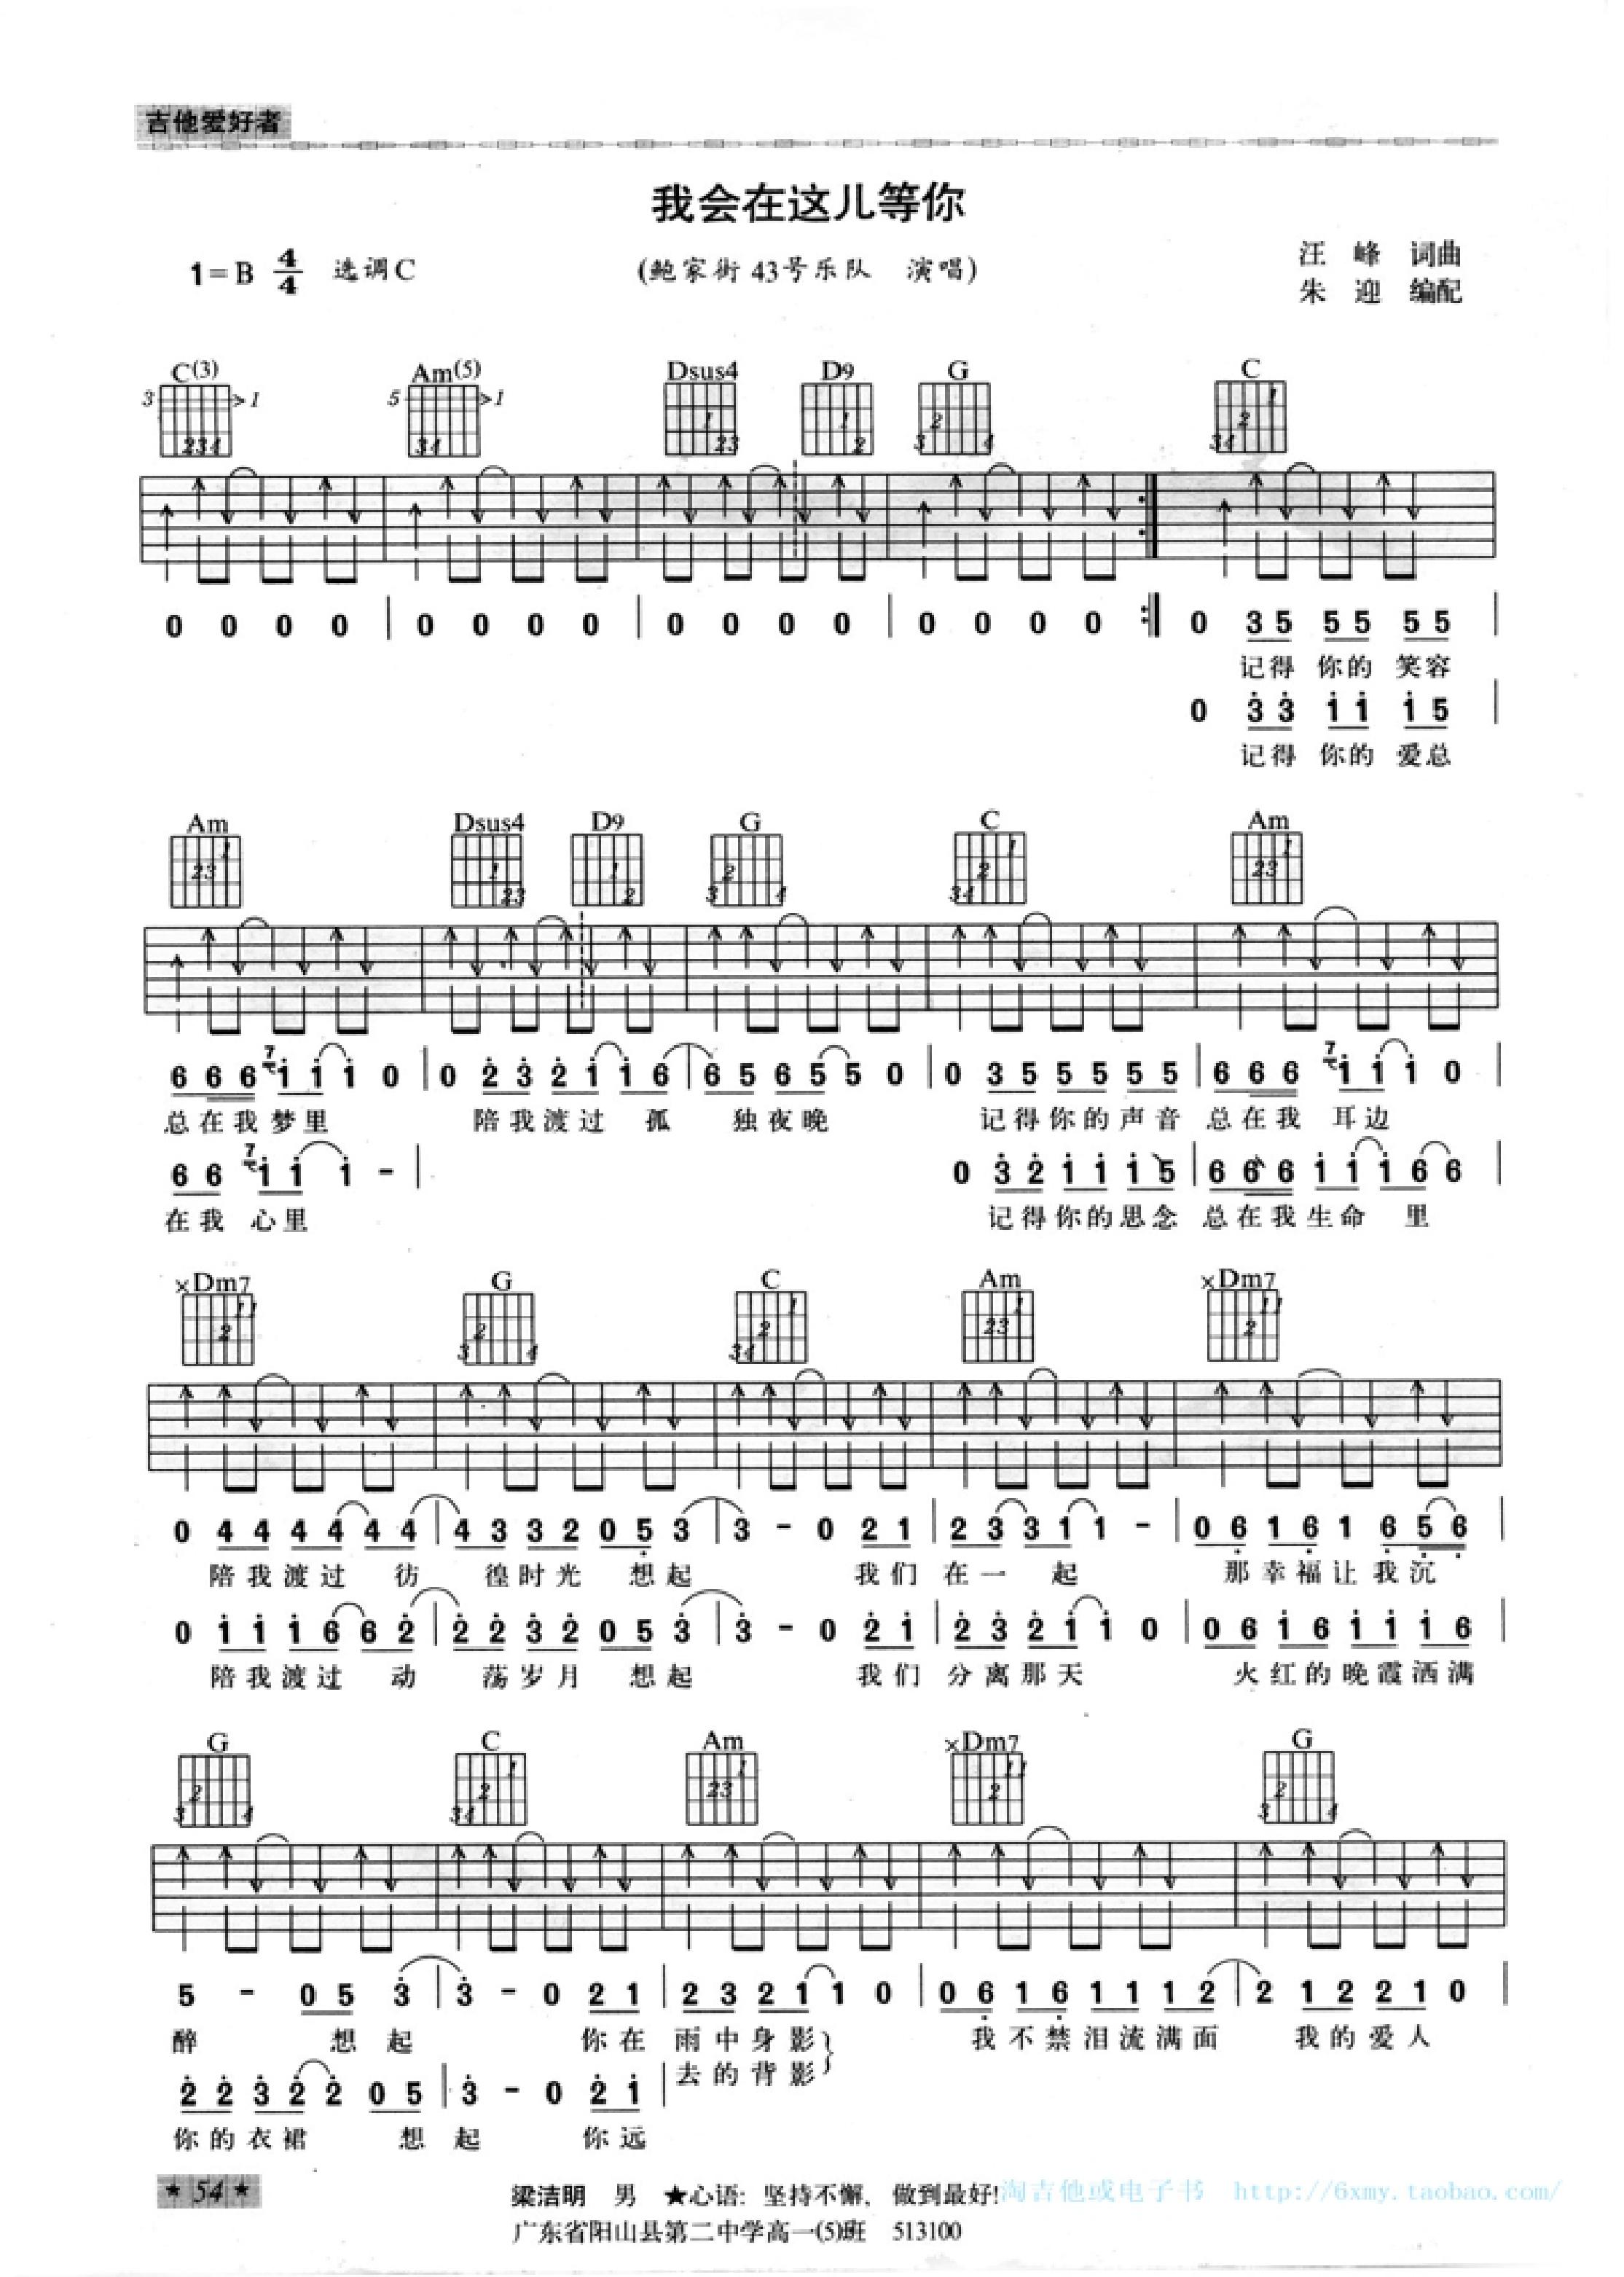 吉他爱好者
我会在这儿等你
1=B 4/4 选调C
(鲍家街43号乐队 演唱)
汪 峰 词曲
朱 迎 编配
C(3) Am(5) Dsus4 D9 G C
3 >1 5 >1
0 0 0 0 | 0 0 0 0 | 0 0 0 0 | 0 0 0 0 :‖ 0 3 5 5 5 5 5 |
记得 你的 笑容
0 3̇ 3̇ 1̇ 1̇ 1̇ 5 |
记得 你的 爱总
Am Dsus4 D9 G C Am
6 6 6 7 1̇ 1̇ 1̇ 0 | 0 2̇ 3̇ 2̇ 1̇ 1̇ 6 | 6 5 6 5 5 0 | 0 3 5 5 5 5 5 | 6 6 6 7 1̇ 1̇ 1̇ 0 |
总在我梦里 陪我渡过 孤 独夜晚 记得你的声音 总在我 耳边
6 6 7 1̇ 1̇ 1̇ - | 0 3̇ 2̇ 1̇ 1̇ 1̇ 5 | 6 6 6 1̇ 1̇ 1̇ 6 6 |
在我 心里 记得你的思念 总在我生命 里
×Dm7 G C Am ×Dm7
0 4 4 4 4 4 4 | 4 3 3 2 0 5̣ 3 | 3 - 0 2 1 | 2 3 3 1 1 - | 0 6̣ 1 6̣ 1 6̣ 5̣ 6̣ |
陪我渡过 彷 徨时光 想起 我们 在一 起 那幸福让我沉
0 1̇ 1̇ 1̇ 6 6 2̇ | 2̇ 2̇ 3̇ 2̇ 0 5 3̇ | 3̇ - 0 2̇ 1̇ | 2̇ 3̇ 2̇ 1̇ 1̇ 0 | 0 6 1̇ 6 1̇ 1̇ 1̇ 6 |
陪我渡过 动 荡岁月 想起 我们 分离那天 火红的晚霞洒满
G C Am ×Dm7 G
5 - 0 5 3̇ | 3̇ - 0 2 1 | 2 3 2 1 1 0 | 0 6̣ 1 6̣ 1 1 1 2 | 2 1 2 2 1 0 |
醉 想起 你在 雨中身影} 我不禁泪流满面 我的爱人
去的背影
2̇ 2̇ 3̇ 2̇ 2̇ 0 5 | 3̇ - 0 2̇ 1̇ |
你的衣裙 想 起 你远
★ 54 ★
梁洁明 男 ★心语：坚持不懈，做到最好!
淘吉他或电子书 http://6xmy.taobao.com/
广东省阳山县第二中学高一(5)班 513100